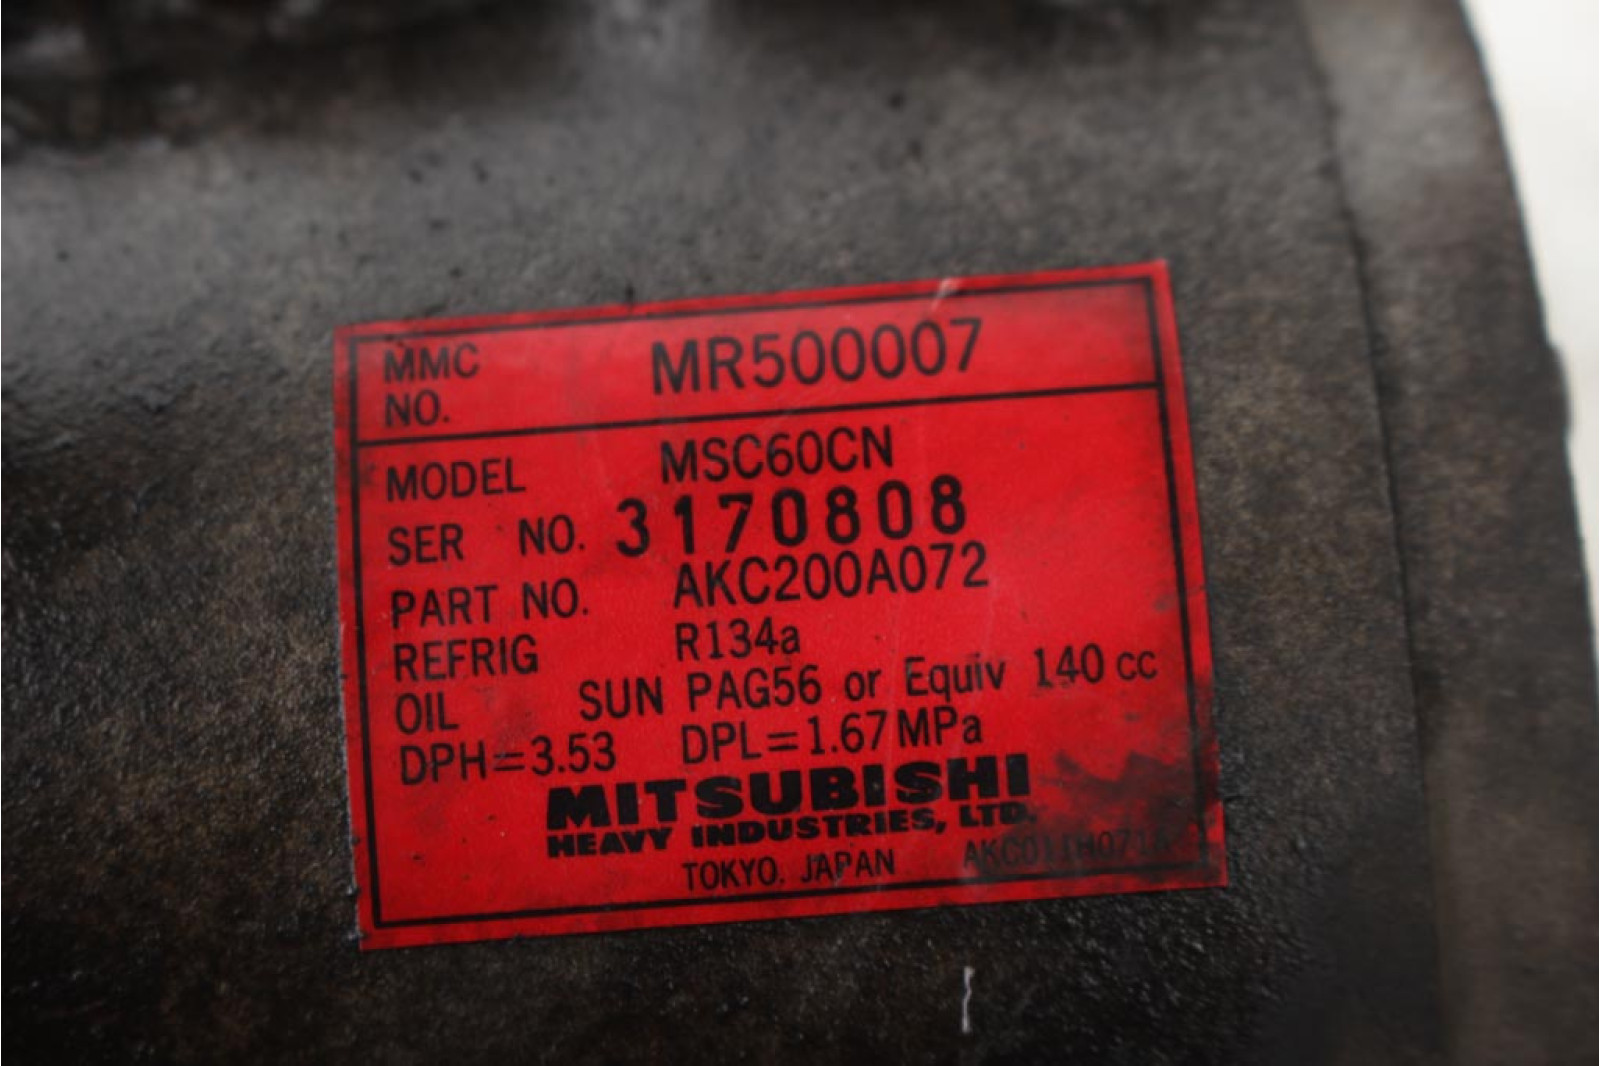 MMC NO. MR500007
MODEL MSC60CN
SER NO. 3170808
PART NO. AKC200A072
REFRIG R134a
OIL SUN PAG56 or Equiv 140 cc
DPH=3.53 DPL=1.67 MPa
MITSUBISHI
HEAVY INDUSTRIES, LTD.
TOKYO, JAPAN